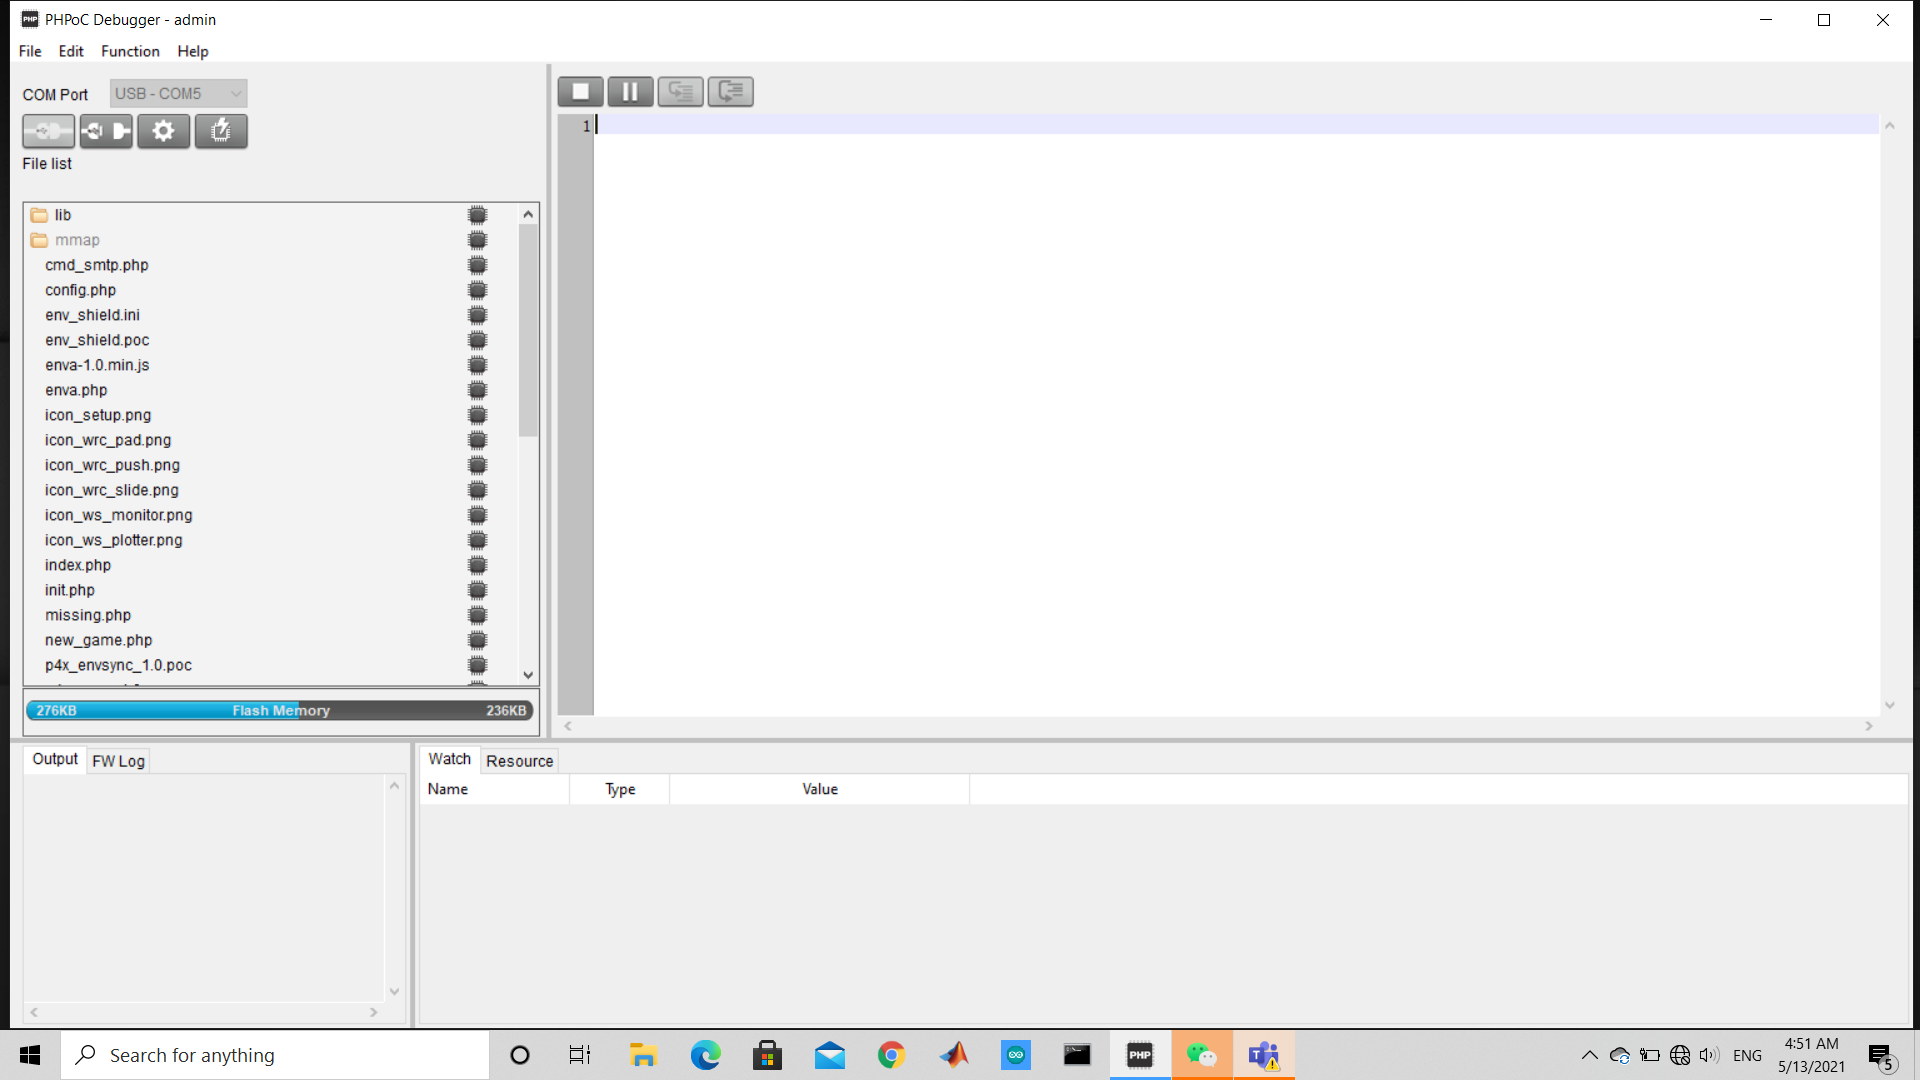 PHPoC Debugger - admin
File Edit Function Help
COM Port USB - COM5
File list
lib
mmap
cmd_smtp.php
config.php
env_shield.ini
env_shield.poc
enva-1.0.min.js
enva.php
icon_setup.png
icon_wrc_pad.png
icon_wrc_push.png
icon_wrc_slide.png
icon_ws_monitor.png
icon_ws_plotter.png
index.php
init.php
missing.php
new_game.php
p4x_envsync_1.0.poc
276KB Flash Memory 236KB
1
Output FW Log
Watch Resource
Name Type Value
Search for anything
PHP
ENG
4:51 AM
5/13/2021
5